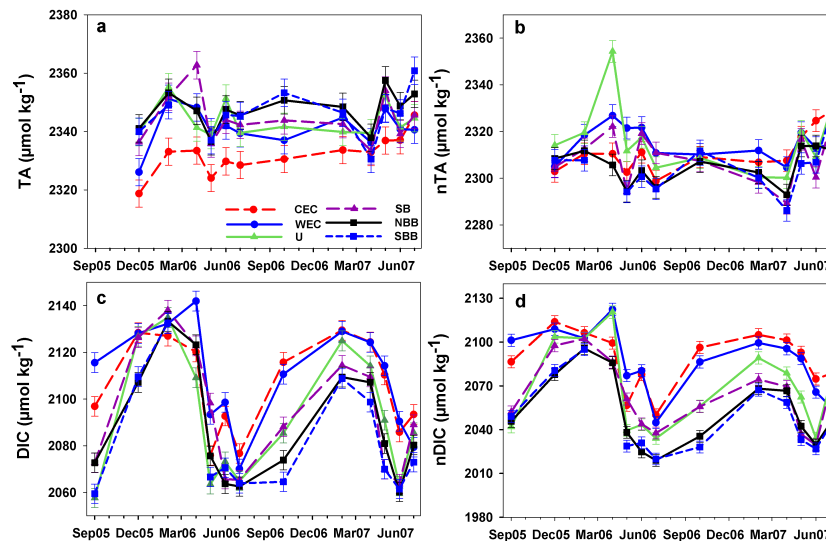 a
TA (µmol kg⁻¹)
2380
2360
2340
2320
2300
Sep05 Dec05 Mar06 Jun06 Sep06 Dec06 Mar07 Jun07
CEC
WEC
U
SB
NBB
SBB
b
nTA (µmol kg⁻¹)
2360
2340
2320
2300
2280
Sep05 Dec05 Mar06 Jun06 Sep06 Dec06 Mar07 Jun07
c
DIC (µmol kg⁻¹)
2140
2120
2100
2080
2060
Sep05 Dec05 Mar06 Jun06 Sep06 Dec06 Mar07 Jun07
d
nDIC (µmol kg⁻¹)
2130
2100
2070
2040
2010
1980
Sep05 Dec05 Mar06 Jun06 Sep06 Dec06 Mar07 Jun07